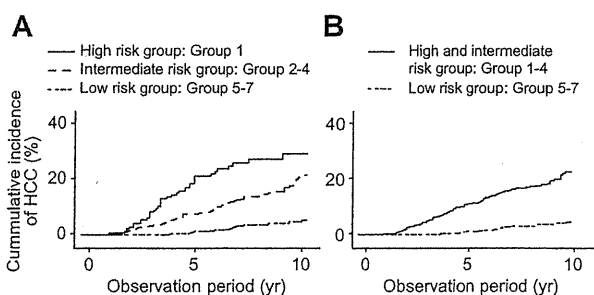 A
High risk group: Group 1
Intermediate risk group: Group 2-4
Low risk group: Group 5-7
Cummulative incidence
of HCC (%)
40
20
0
0 5 10
Observation period (yr)
B
High and intermediate
risk group: Group 1-4
Low risk group: Group 5-7
40
20
0
0 5 10
Observation period (yr)